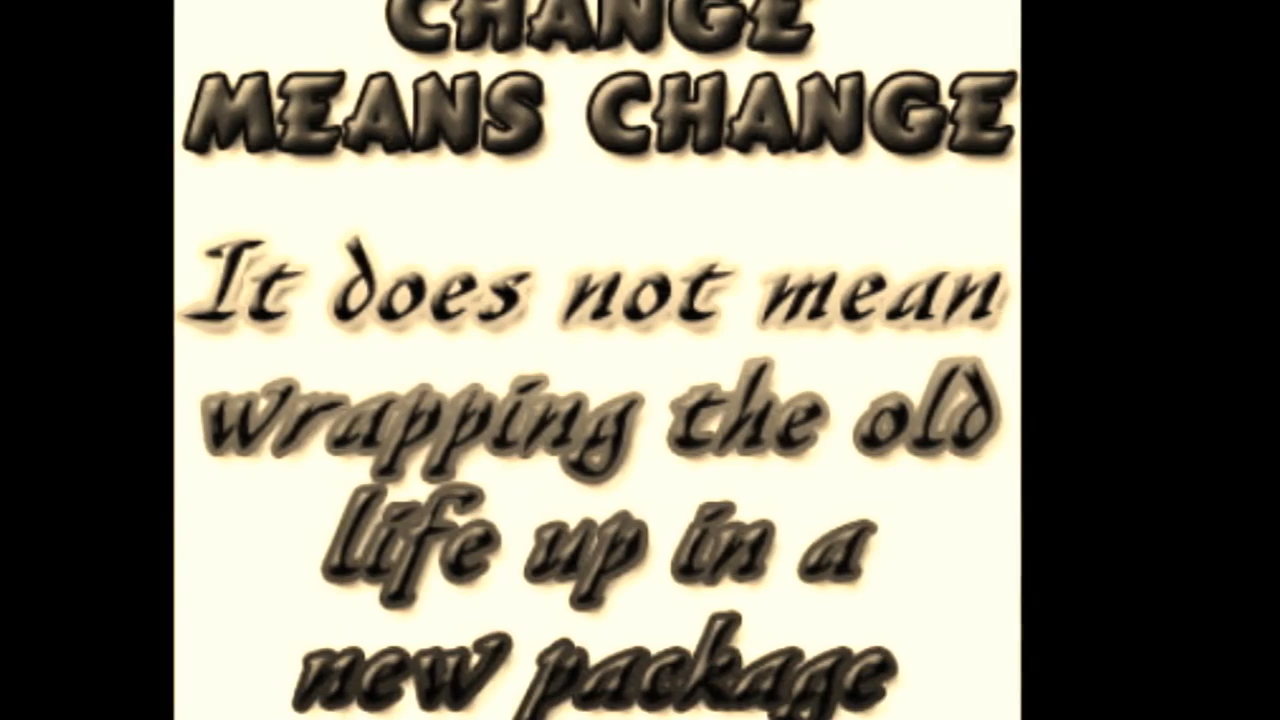 CHANGE
MEANS CHANGE
It does not mean
wrapping the old
life up in a
new package